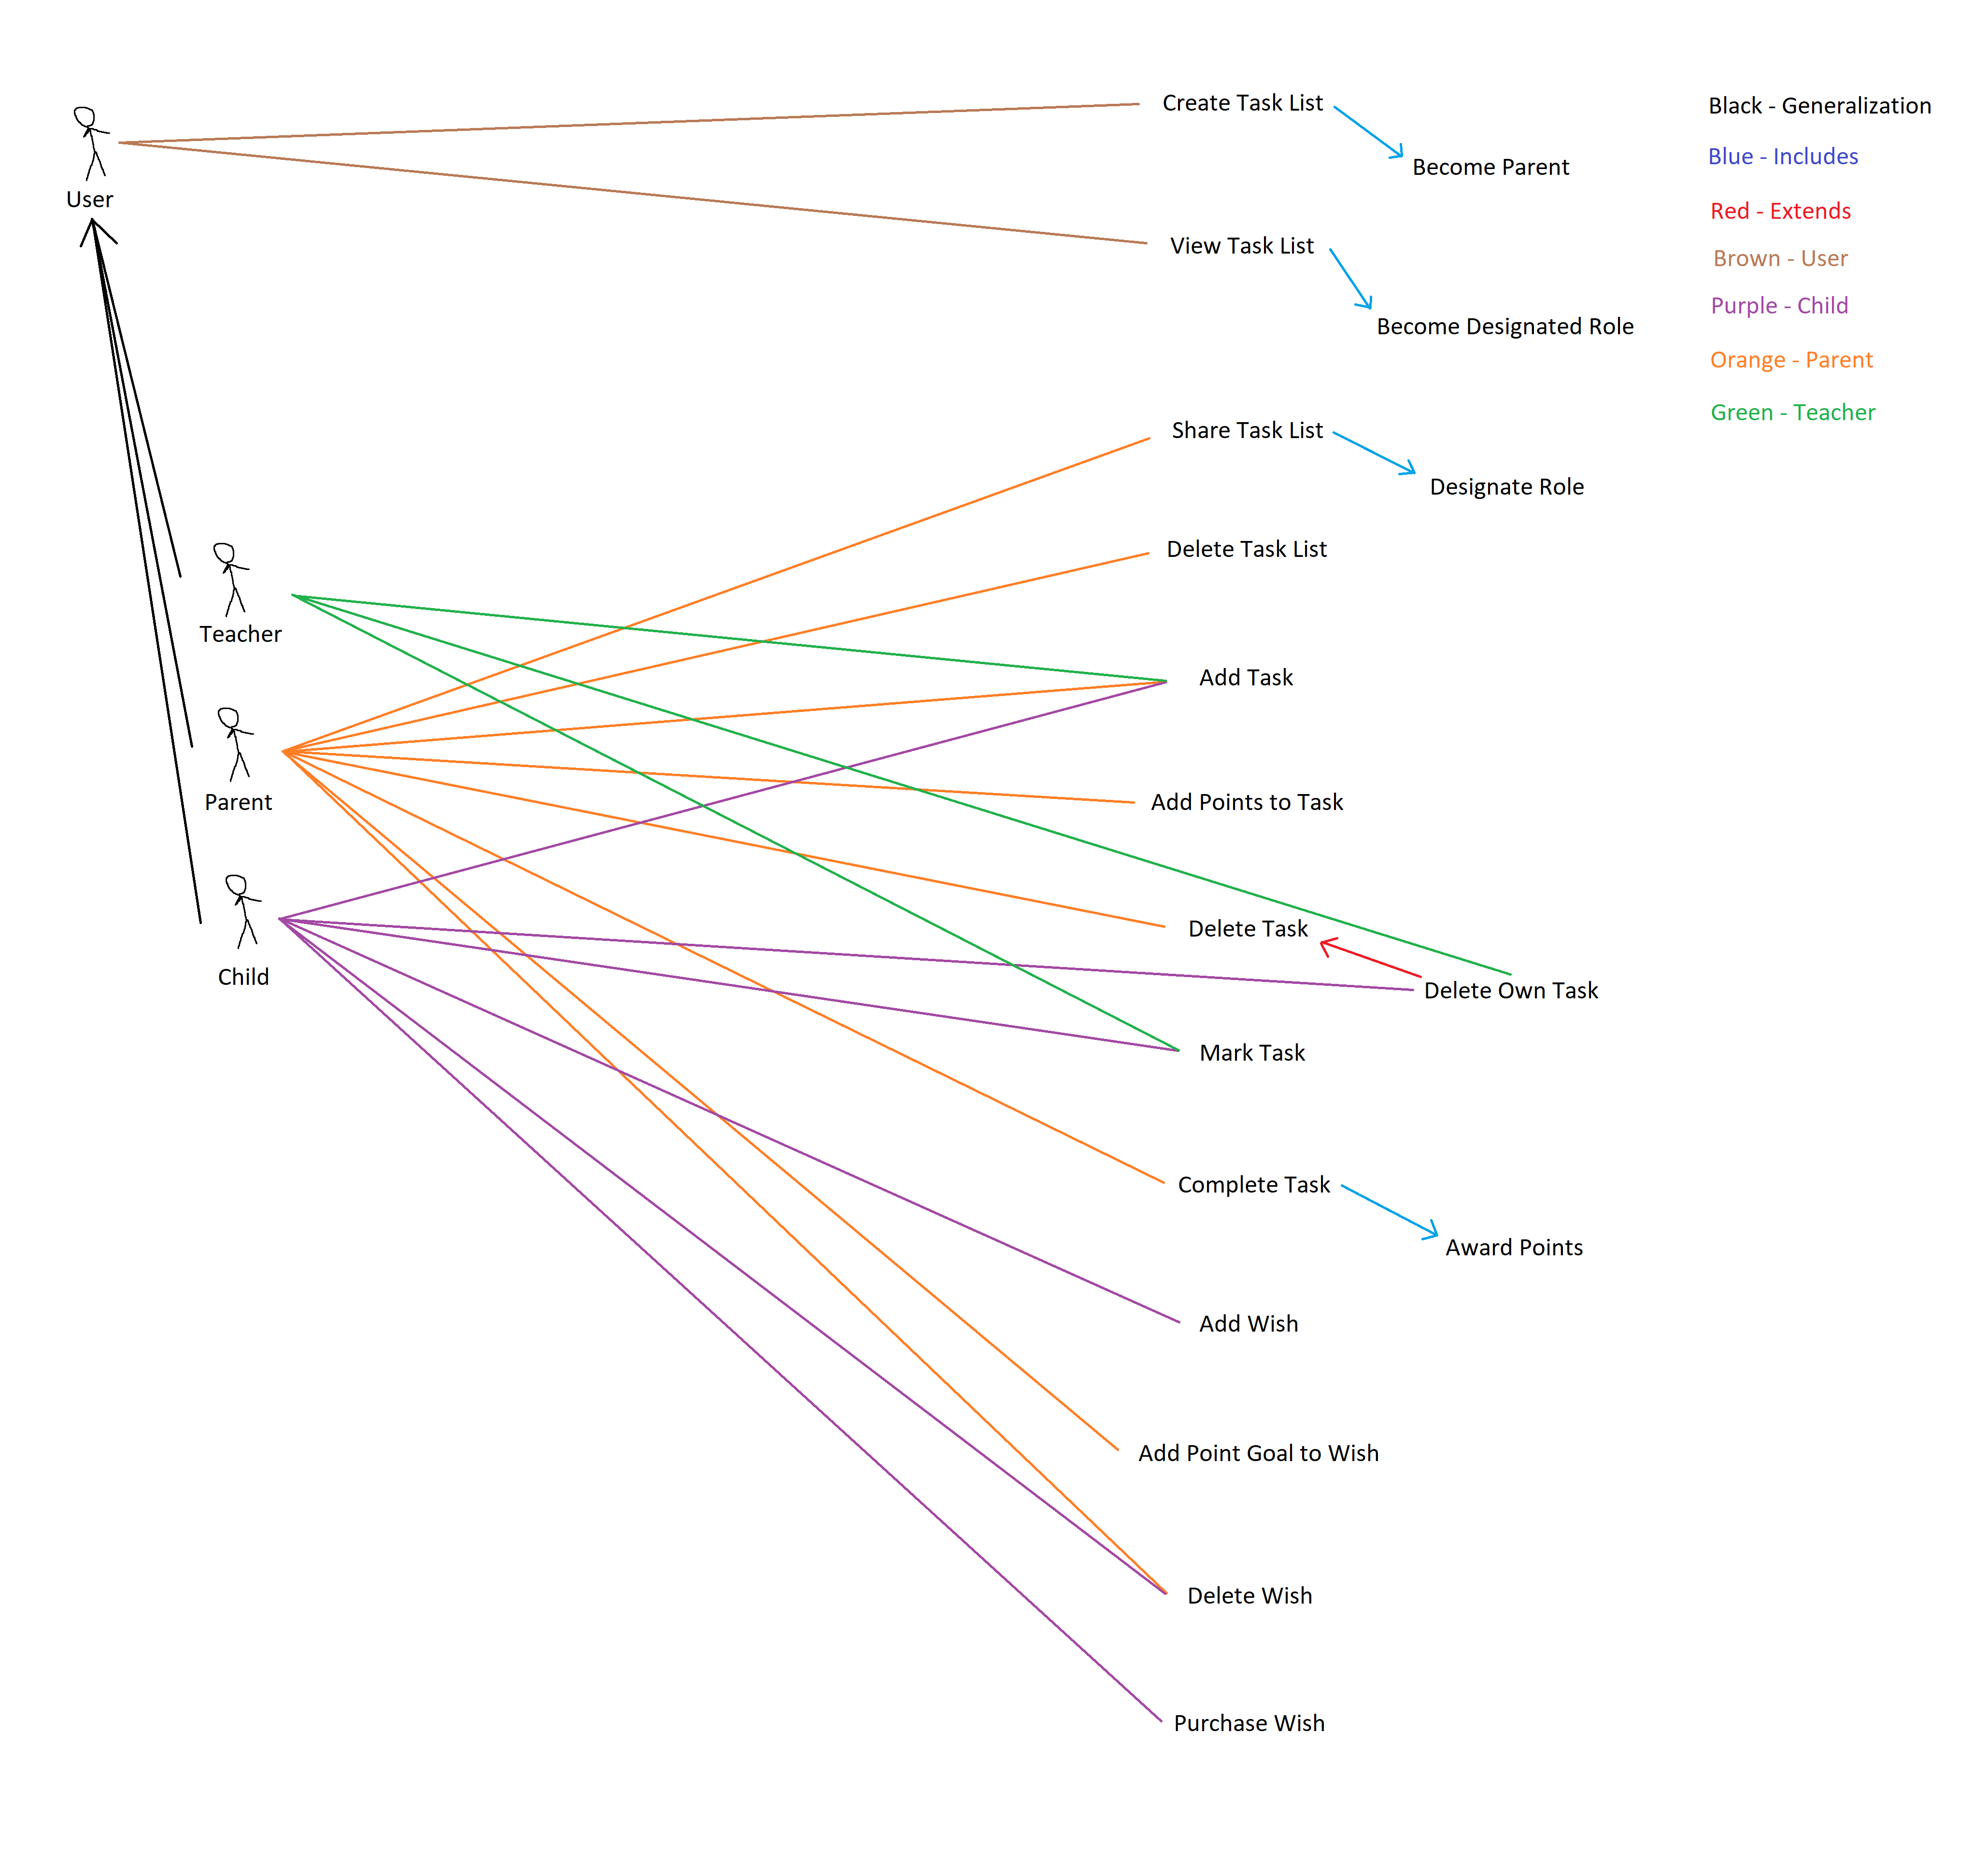 Create Task List
Black - Generalization
Blue - Includes
Become Parent
User
Red - Extends
View Task List
Brown - User
Purple - Child
Become Designated Role
Orange - Parent
Green - Teacher
Share Task List
Designate Role
Delete Task List
Teacher
Add Task
Parent
Add Points to Task
Delete Task
Child
Delete Own Task
Mark Task
Complete Task
Award Points
Add Wish
Add Point Goal to Wish
Delete Wish
Purchase Wish